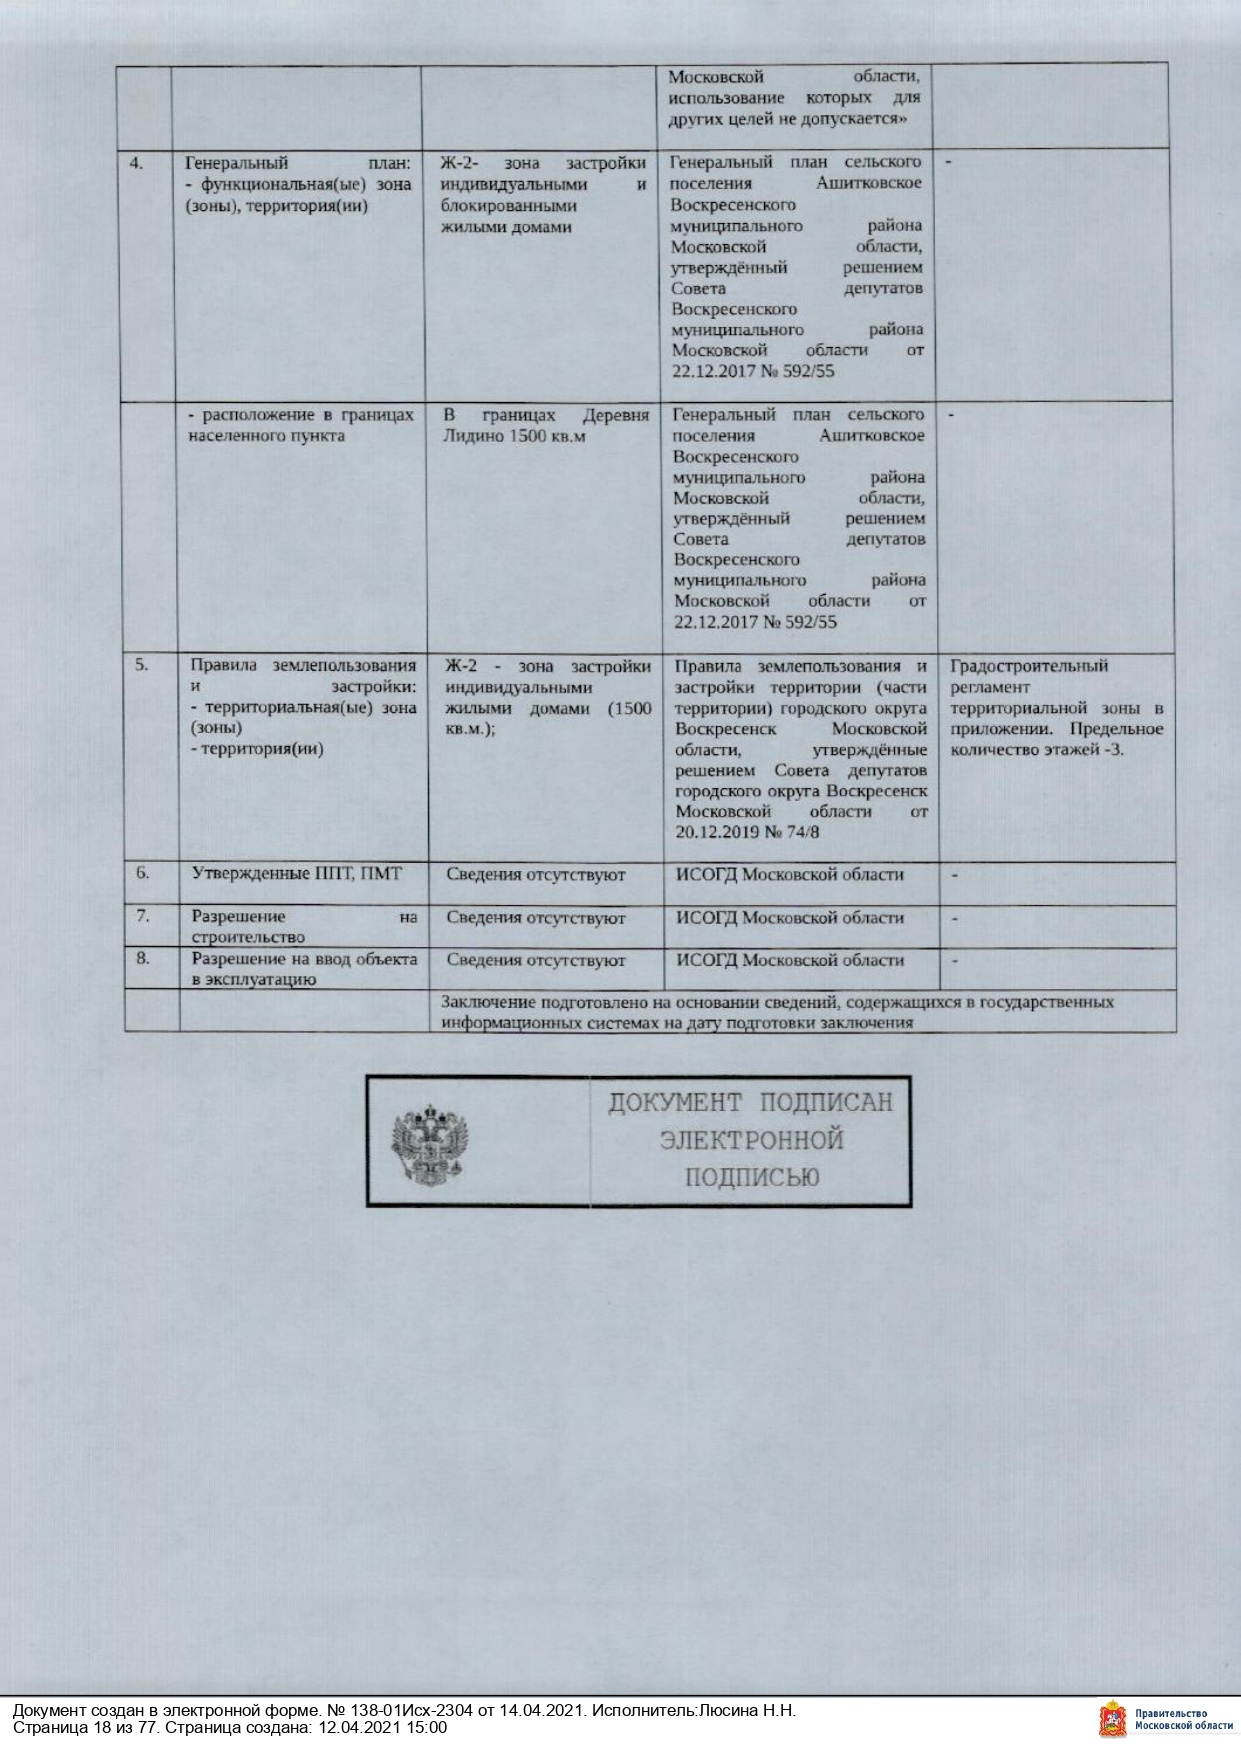 Московской области,
использование которых для
других целей не допускается»
4.
Генеральный план:
- функциональная(ые) зона
(зоны), территория(ии)
Ж-2- зона застройки
индивидуальными и
блокированными
жилыми домами
Генеральный план сельского
поселения Ашитковское
Воскресенского
муниципального района
Московской области,
утверждённый решением
Совета депутатов
Воскресенского
муниципального района
Московской области от
22.12.2017 № 592/55
-
- расположение в границах
населенного пункта
В границах Деревня
Лидино 1500 кв.м
Генеральный план сельского
поселения Ашитковское
Воскресенского
муниципального района
Московской области,
утверждённый решением
Совета депутатов
Воскресенского
муниципального района
Московской области от
22.12.2017 № 592/55
-
5.
Правила землепользования
и застройки:
- территориальная(ые) зона
(зоны)
- территория(ии)
Ж-2 - зона застройки
индивидуальными
жилыми домами (1500
кв.м.);
Правила землепользования и
застройки территории (части
территории) городского округа
Воскресенск Московской
области, утверждённые
решением Совета депутатов
городского округа Воскресенск
Московской области от
20.12.2019 № 74/8
Градостроительный
регламент
территориальной зоны в
приложении. Предельное
количество этажей -3.
6.
Утвержденные ППТ, ПМТ
Сведения отсутствуют
ИСОГД Московской области
-
7.
Разрешение на
строительство
Сведения отсутствуют
ИСОГД Московской области
-
8.
Разрешение на ввод объекта
в эксплуатацию
Сведения отсутствуют
ИСОГД Московской области
-
Заключение подготовлено на основании сведений, содержащихся в государственных
информационных системах на дату подготовки заключения
ДОКУМЕНТ ПОДПИСАН
ЭЛЕКТРОННОЙ
ПОДПИСЬЮ
Документ создан в электронной форме. № 138-01Исх-2304 от 14.04.2021. Исполнитель:Люсина Н.Н.
Страница 18 из 77. Страница создана: 12.04.2021 15:00
Правительство
Московской области